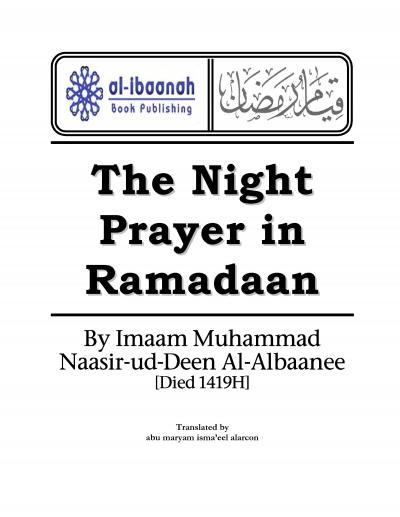 al-ibaanah
Book Publishing
قيام رمضان
The Night
Prayer in
Ramadaan
By Imaam Muhammad
Naasir-ud-Deen Al-Albaanee
[Died 1419H]
Translated by
abu maryam isma'eel alarcon